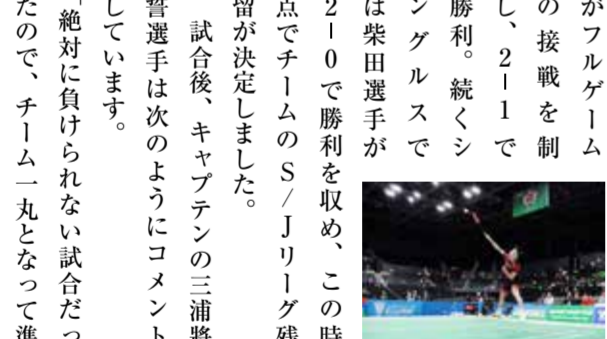 がフルゲーム
の接戦を制
し、2-1で
勝利。続くシ
ングルスで
は柴田選手が
2-0で勝利を収め、この時
点でチームのS/Jリーグ残
留が決定しました。
試合後、キャプテンの三浦將
誓選手は次のようにコメント
しています。
「絶対に負けられない試合だっ
たので、チーム一丸となって準